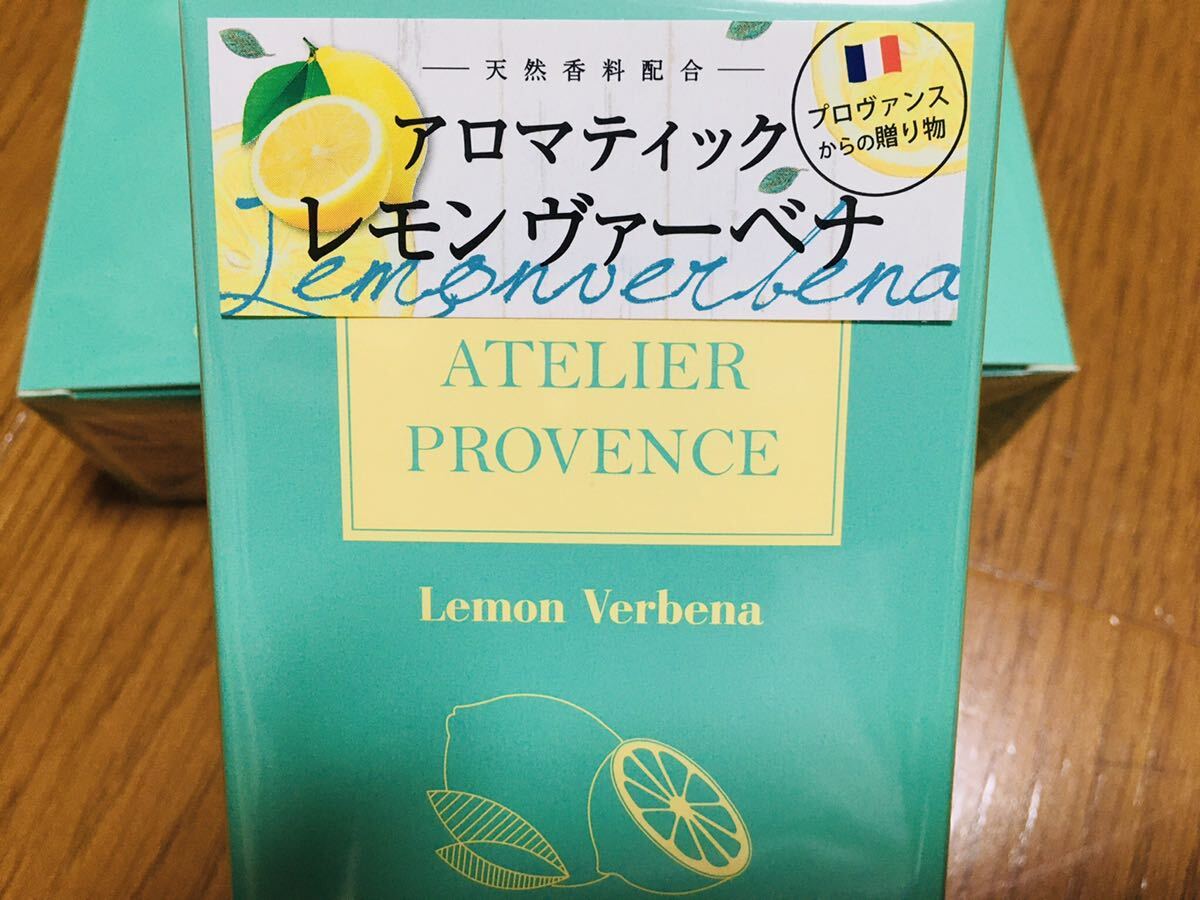 天然香料配合
アロマティック
レモンヴァーベナ
Lemonverbena
プロヴァンス
からの贈り物
ATELIER
PROVENCE
Lemon Verbena